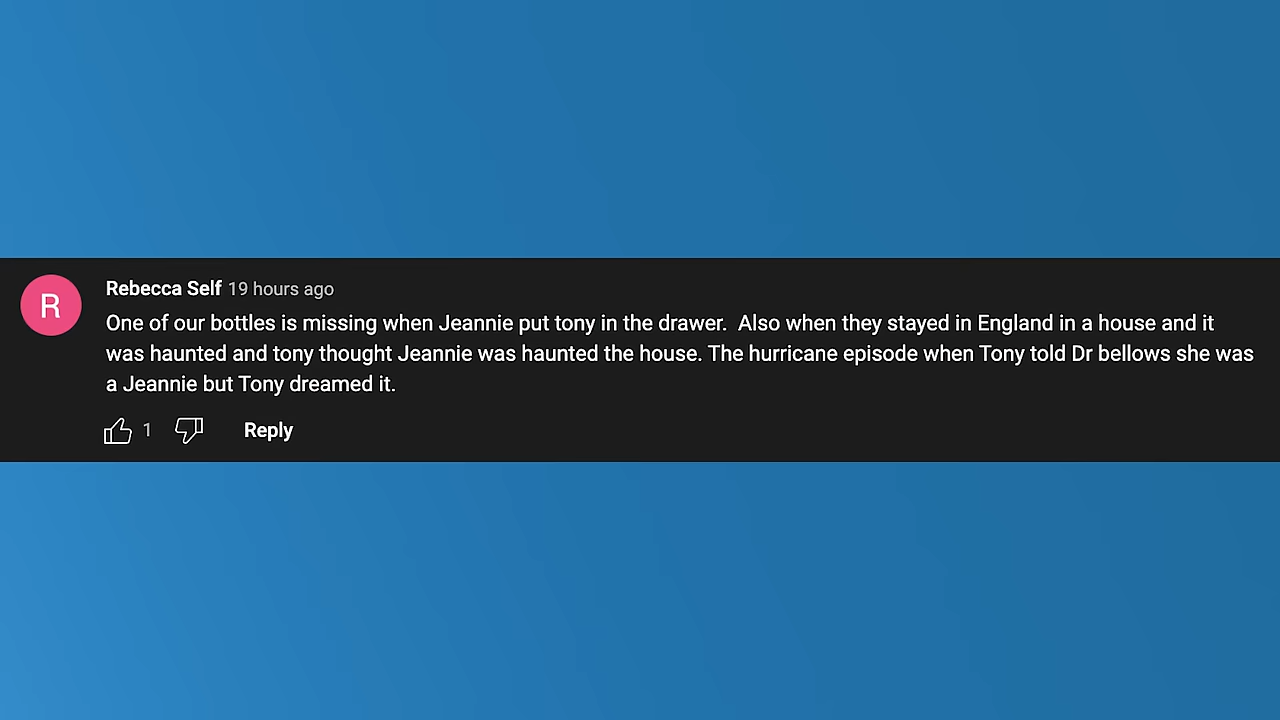 R
Rebecca Self 19 hours ago
One of our bottles is missing when Jeannie put tony in the drawer.  Also when they stayed in England in a house and it
was haunted and tony thought Jeannie was haunted the house. The hurricane episode when Tony told Dr bellows she was
a Jeannie but Tony dreamed it.
1 Reply